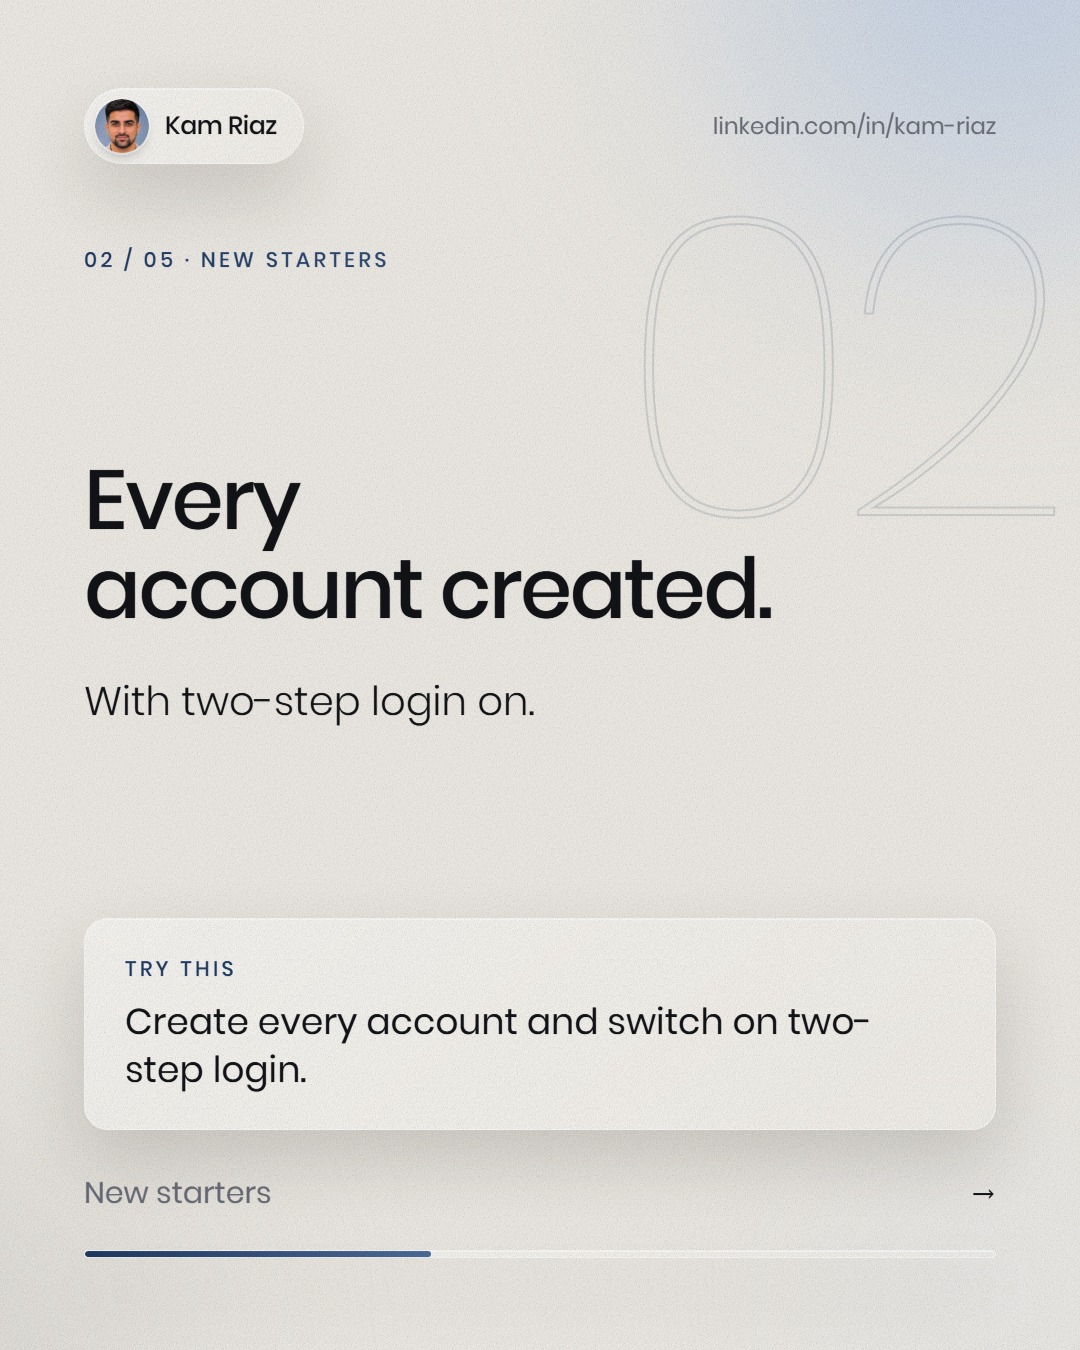 Kam Riaz
linkedin.com/in/kam-riaz
02 / 05 · NEW STARTERS
02
Every
account created.
With two-step login on.
TRY THIS
Create every account and switch on two-
step login.
New starters
→